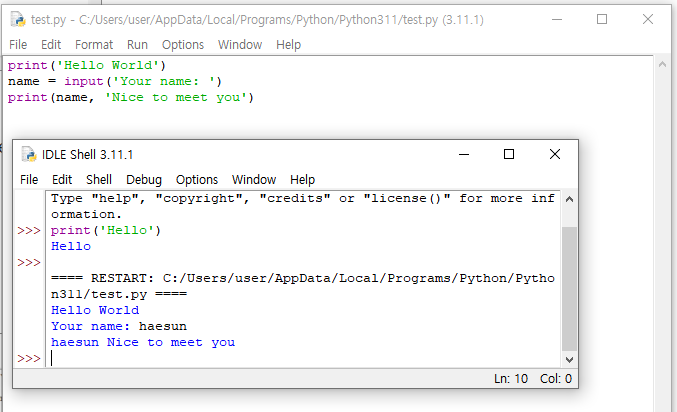 test.py - C:/Users/user/AppData/Local/Programs/Python/Python311/test.py (3.11.1)
File Edit Format Run Options Window Help
print('Hello World')
name = input('Your name: ')
print(name, 'Nice to meet you')
IDLE Shell 3.11.1
File Edit Shell Debug Options Window Help
Type "help", "copyright", "credits" or "license()" for more inf
ormation.
>>> print('Hello')
Hello
>>>
==== RESTART: C:/Users/user/AppData/Local/Programs/Python/Pytho
n311/test.py ====
Hello World
Your name: haesun
haesun Nice to meet you
>>>
Ln: 10 Col: 0